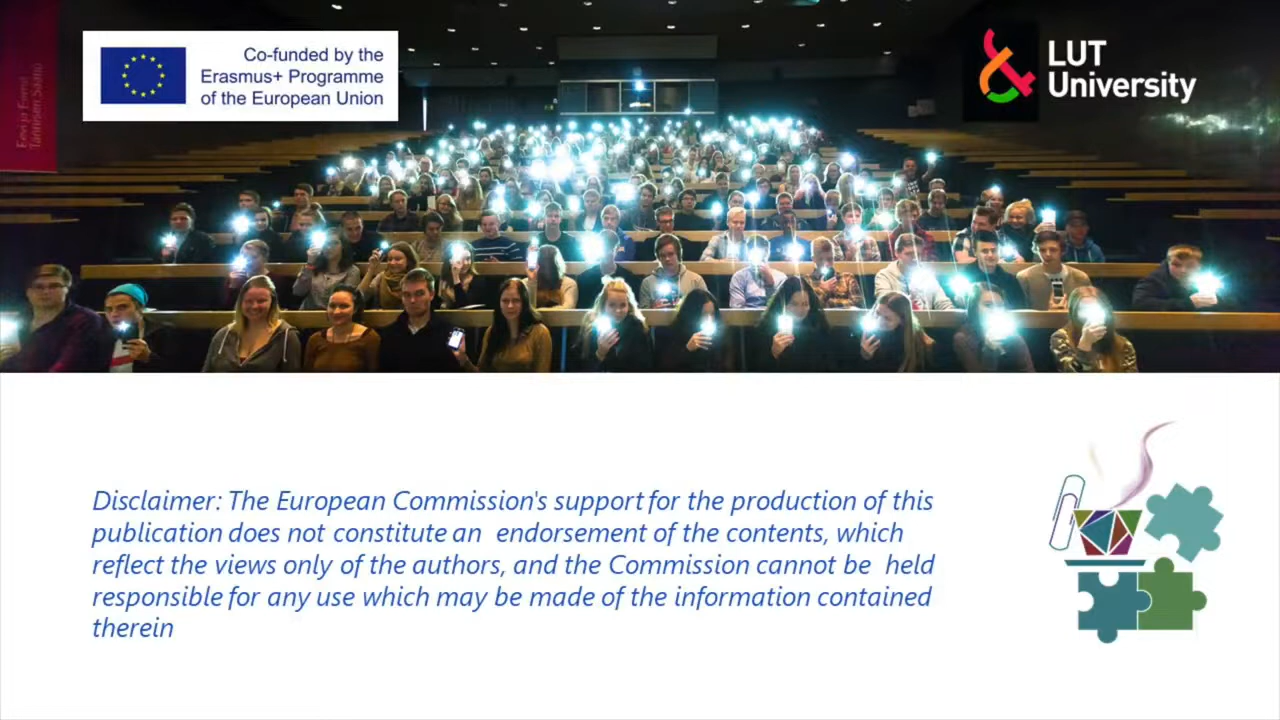 Co-funded by the
Erasmus+ Programme
of the European Union
LUT
University
Disclaimer: The European Commission's support for the production of this
publication does not constitute an endorsement of the contents, which
reflect the views only of the authors, and the Commission cannot be held
responsible for any use which may be made of the information contained
therein